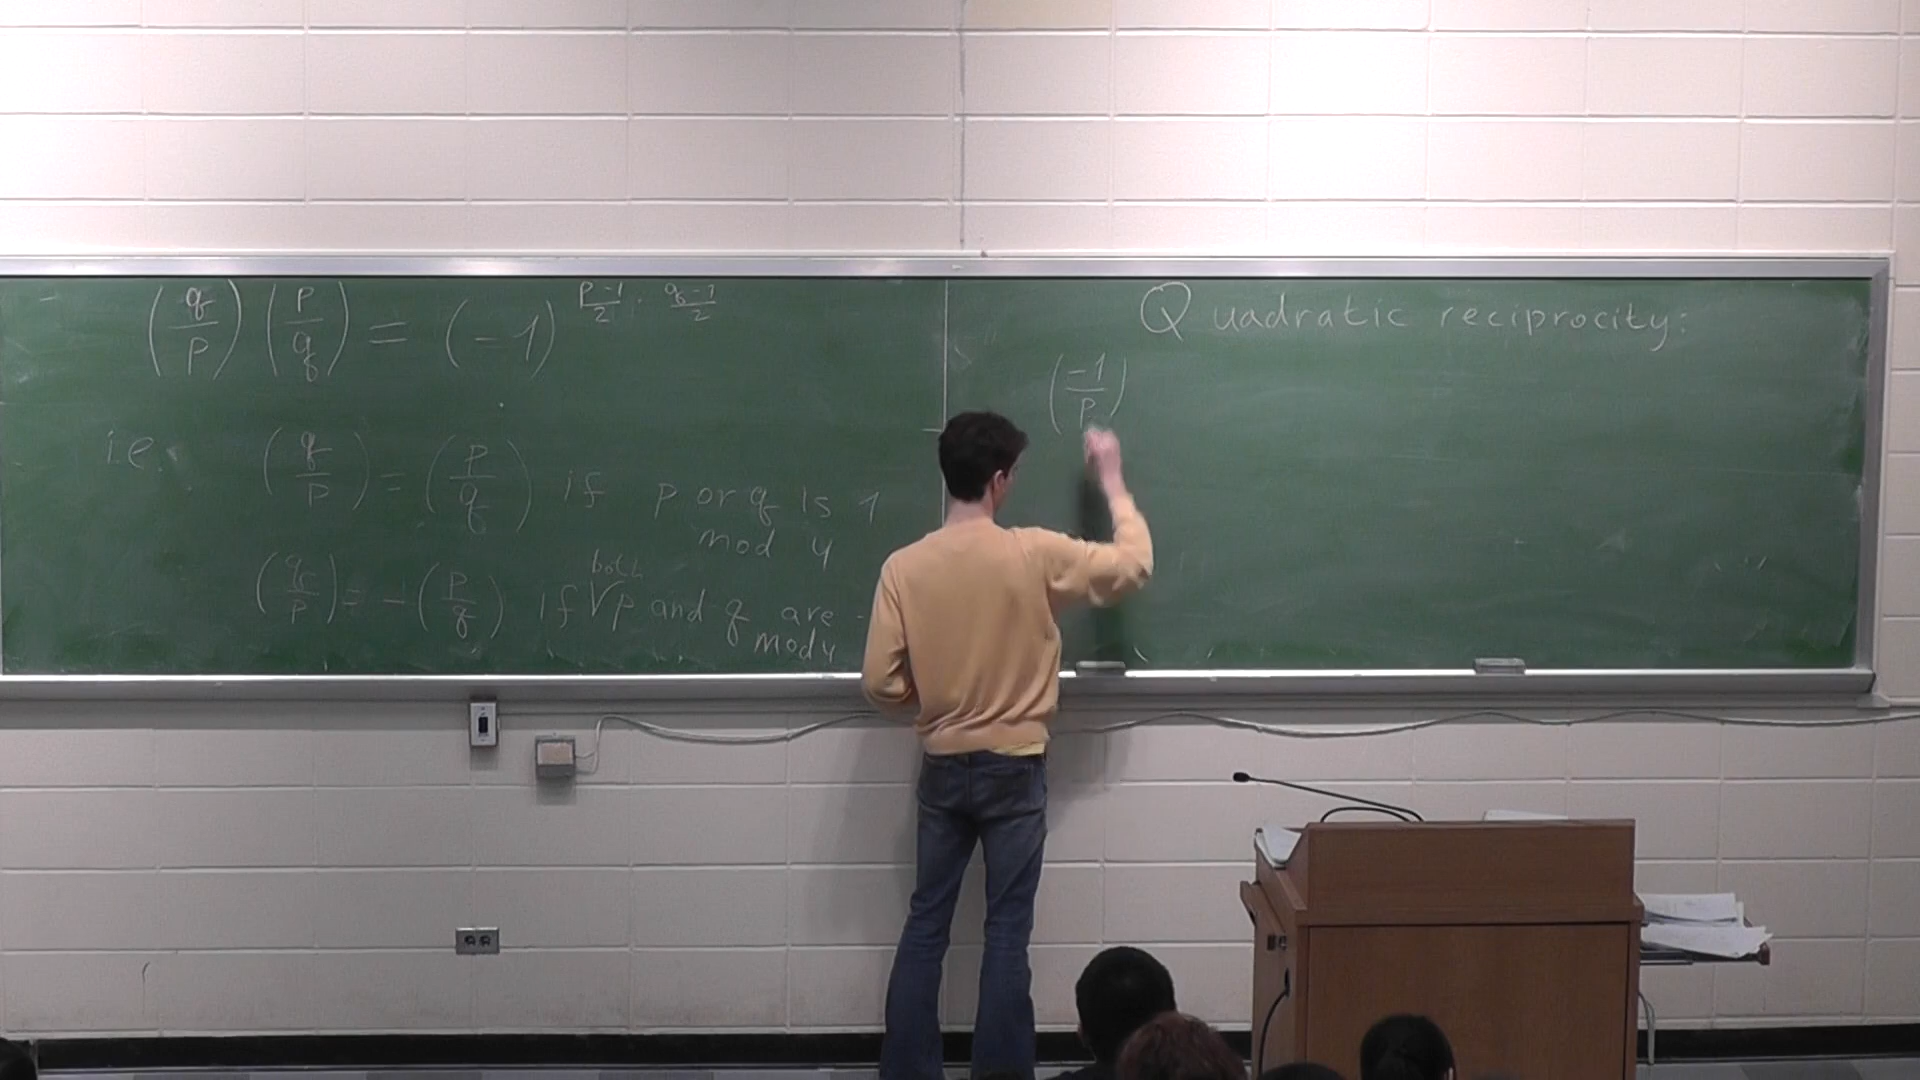 (q/p) (p/q) = (-1)^{p-1/2 · q-1/2}
i.e. (q/p) = (p/q) if p or q is 1
mod 4
both
(q/p) = -(p/q) if p and q are
mod 4
Quadratic reciprocity:
(-1/p)